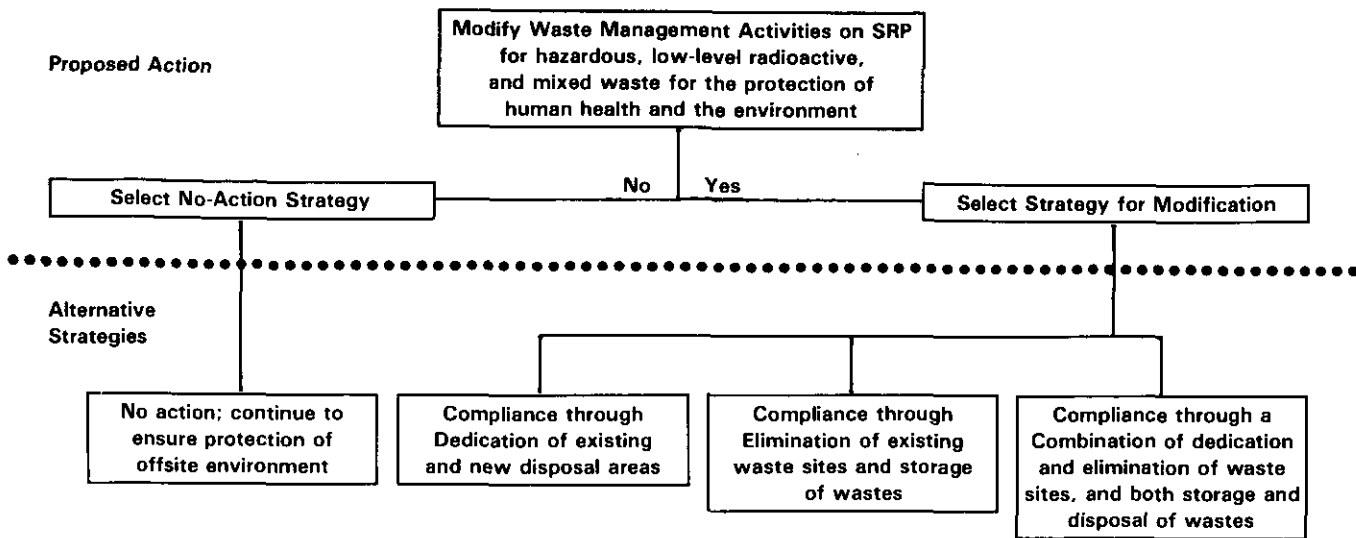 Proposed Action
Modify Waste Management Activities on SRP
for hazardous, low-level radioactive,
and mixed waste for the protection of
human health and the environment
No Yes
Select No-Action Strategy
Select Strategy for Modification
Alternative
Strategies
No action; continue to
ensure protection of
offsite environment
Compliance through
Dedication of existing
and new disposal areas
Compliance through
Elimination of existing
waste sites and storage
of wastes
Compliance through a
Combination of dedication
and elimination of waste
sites, and both storage and
disposal of wastes